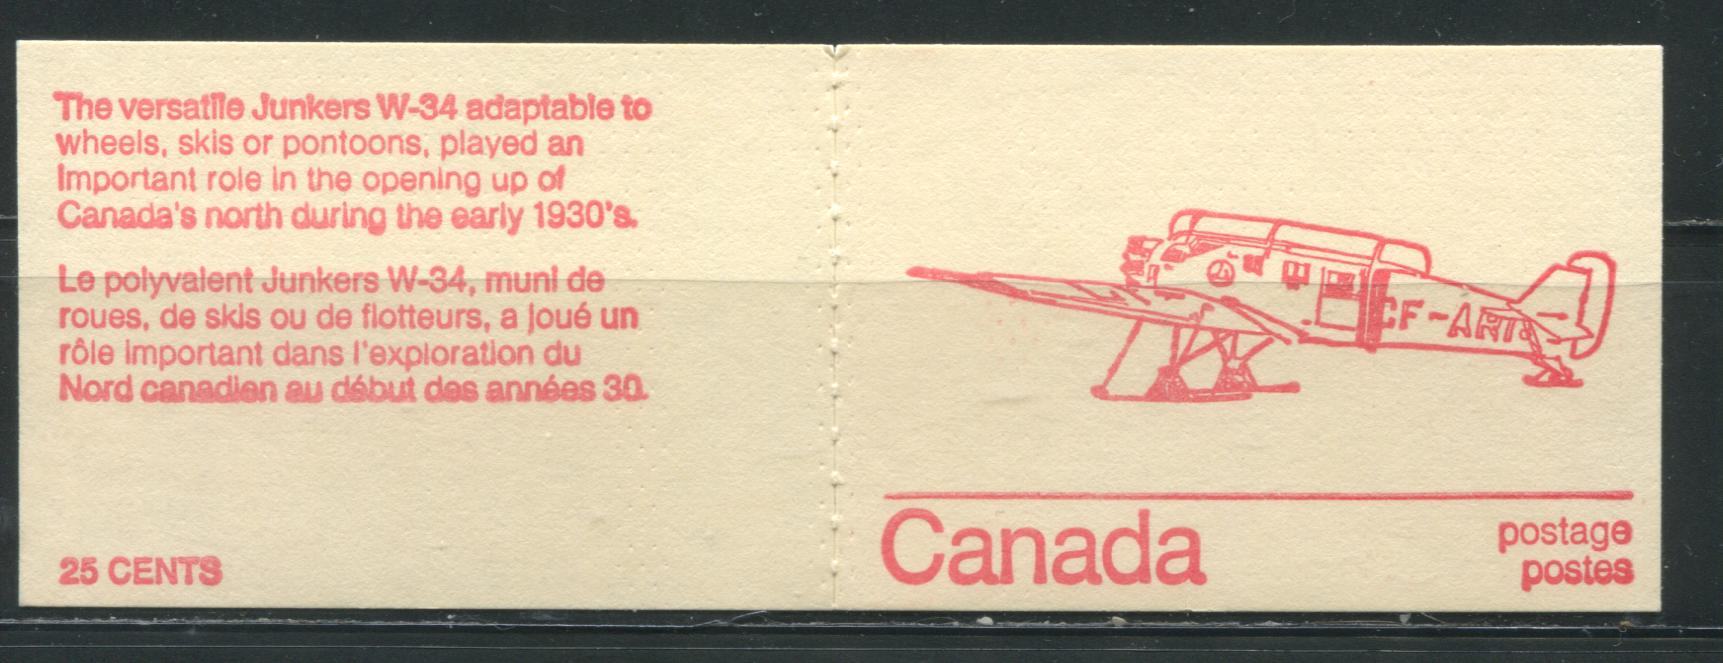 The versatile Junkers W-34 adaptable to
wheels, skis or pontoons, played an
important role in the opening up of
Canada's north during the early 1930's.
Le polyvalent Junkers W-34, muni de
roues, de skis ou de flotteurs, a joué un
rôle important dans l'exploration du
Nord canadien au début des années 30.
25 CENTS
CF-ARI
Canada
postage
postes